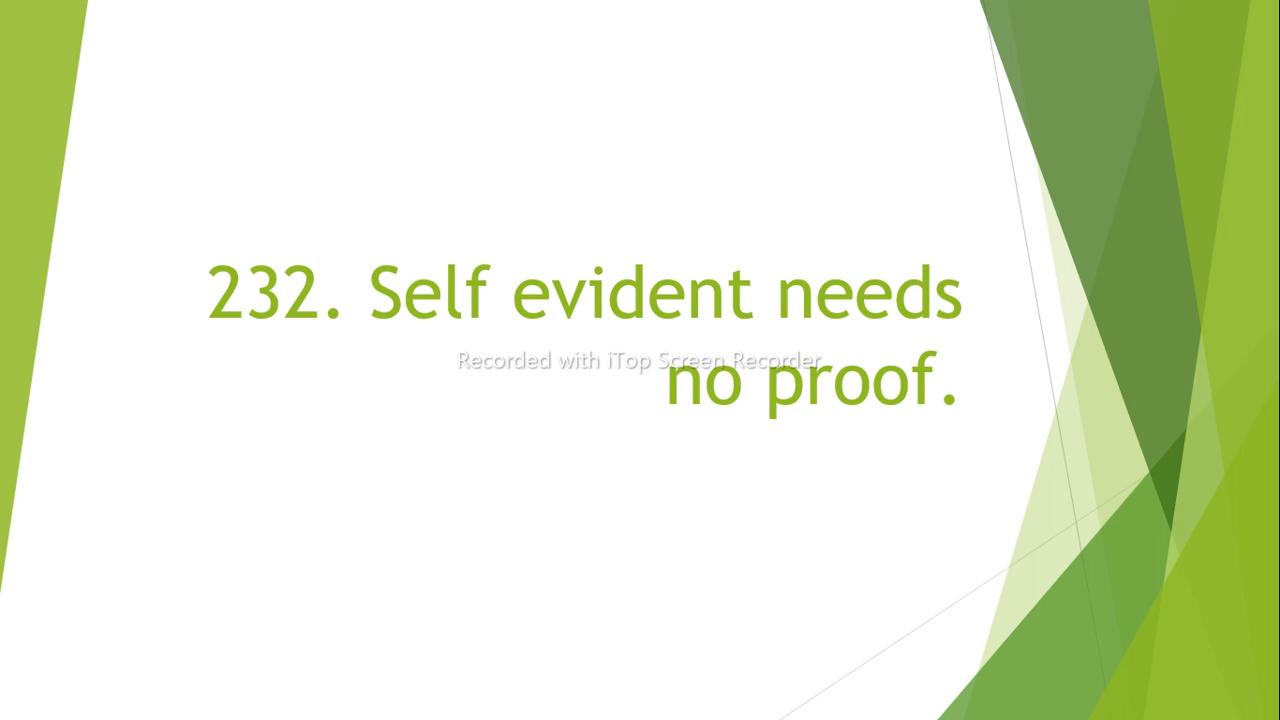 232. Self evident needs
Recorded with iTop Screen Recorder
no proof.